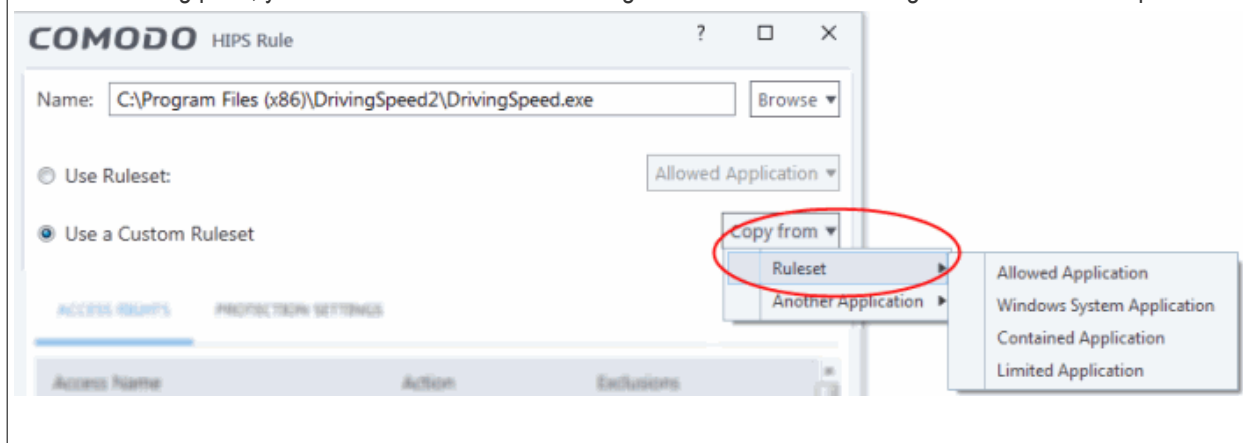 COMODO HIPS Rule ?
Name: C:\Program Files (x86)\DrivingSpeed2\DrivingSpeed.exe Browse
Use Ruleset: Allowed Application
Use a Custom Ruleset Copy from
Ruleset
Another Application
Allowed Application
Windows System Application
Contained Application
Limited Application
ACCESS RIGHTS PROTECTION SETTINGS
Access Name Action Exclusions